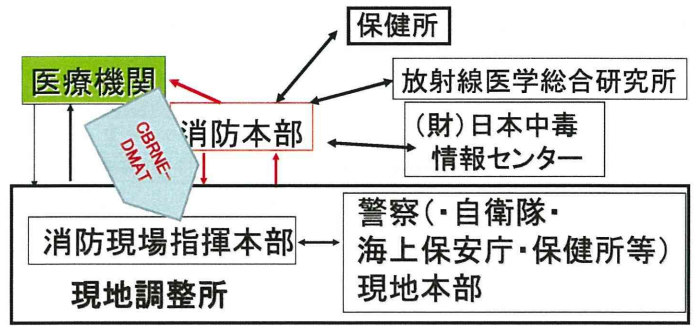 保健所
医療機関
放射線医学総合研究所
消防本部
(財)日本中毒
情報センター
CBRNE-
DMAT
警察(・自衛隊・
海上保安庁・保健所等)
現地本部
消防現場指揮本部
現地調整所